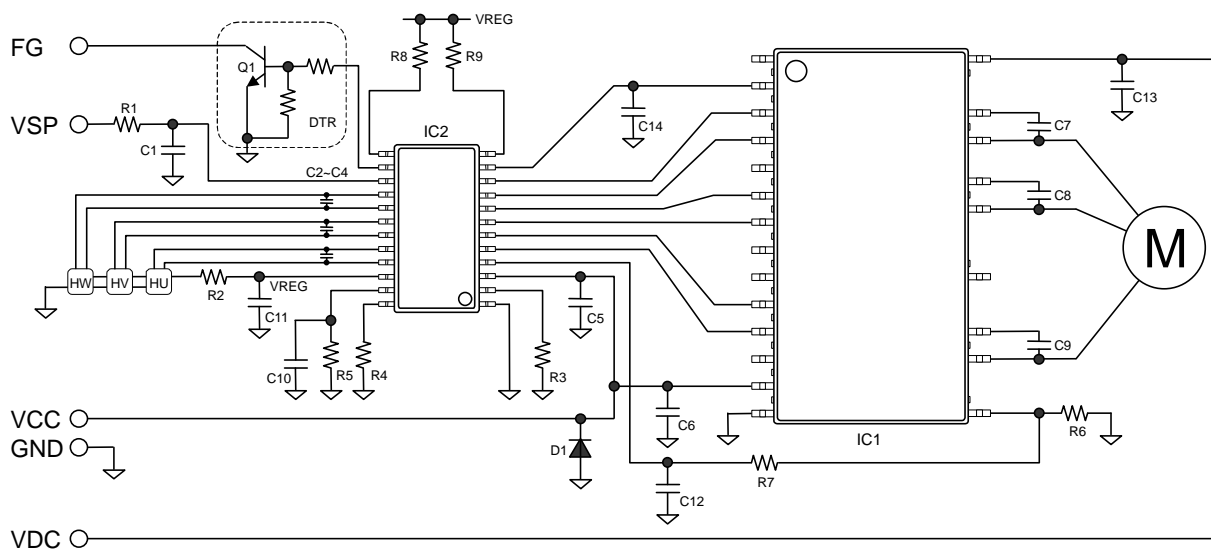 VREG
FG
R8
R9
Q1
DTR
C13
VSP
R1
C1
IC2
C14
C7
C2~C4
C8
M
HW
HV
HU
R2
VREG
C11
C5
C10
R5
R4
R3
C9
VCC
C6
IC1
R6
GND
D1
R7
C12
VDC